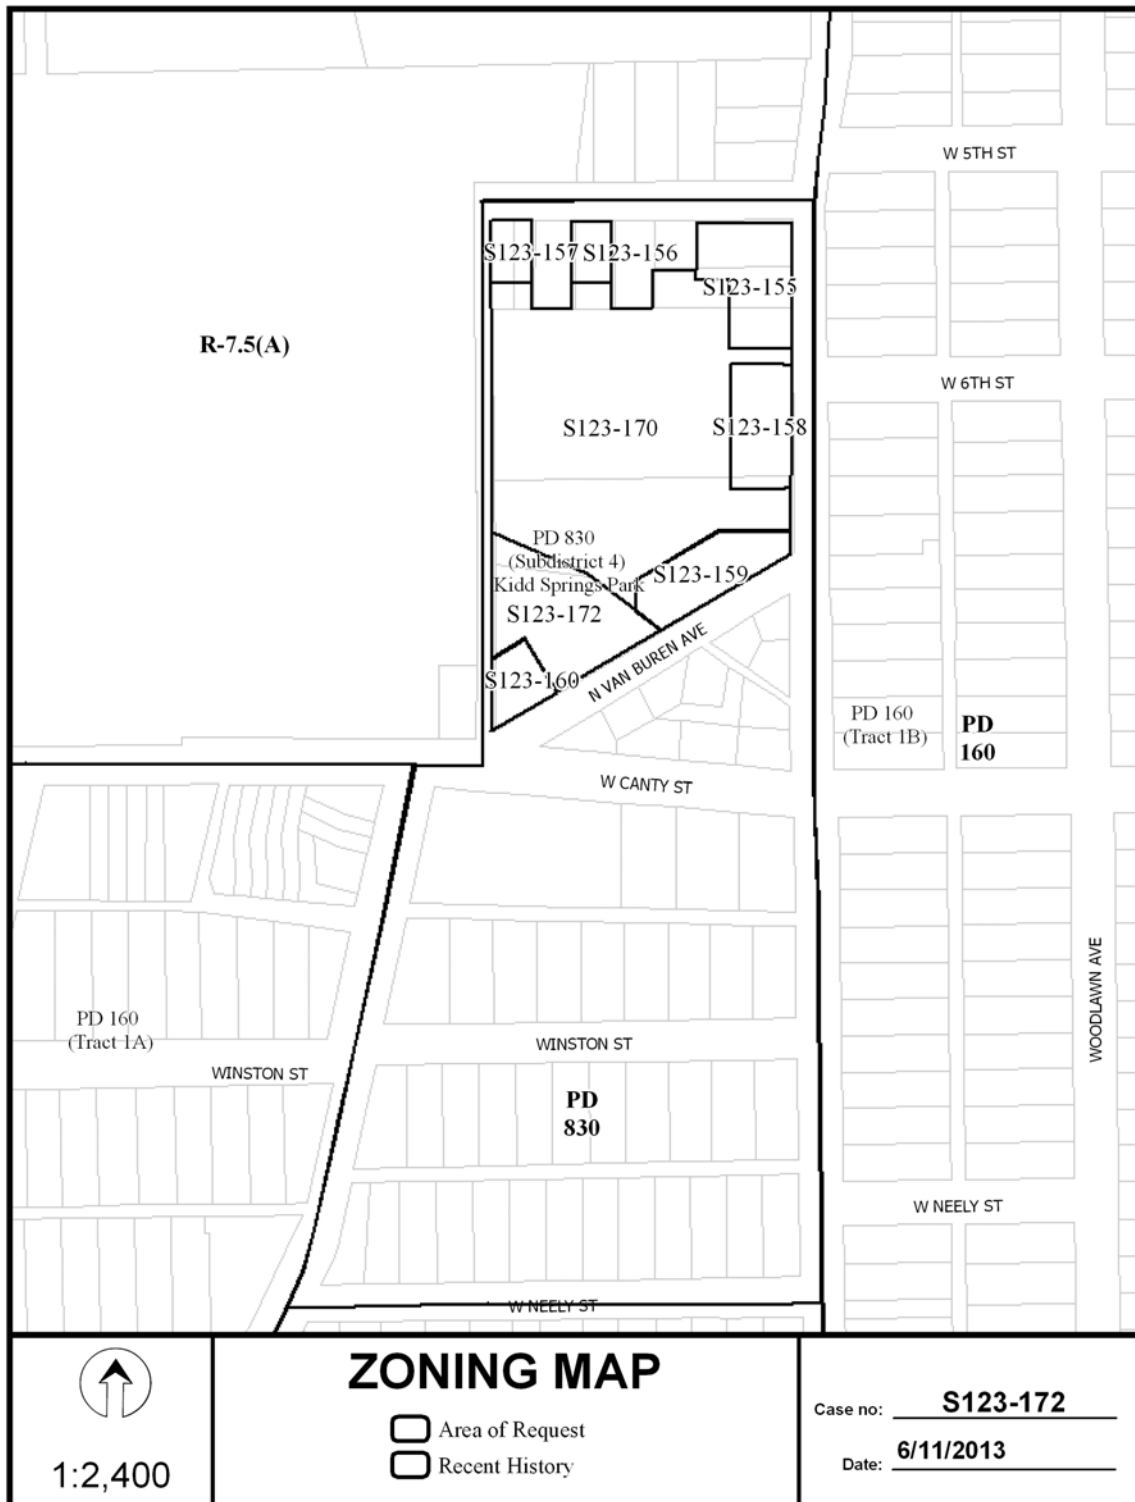 W 5TH ST
S123-157
S123-156
S123-155
R-7.5(A)
W 6TH ST
S123-170
S123-158
PD 830
(Subdistrict 4)
Kidd Springs Park
S123-159
S123-172
S123-160
N VAN BUREN AVE
PD 160
(Tract 1B)
PD
160
W CANTY ST
WOODLAWN AVE
PD 160
(Tract 1A)
WINSTON ST
WINSTON ST
PD
830
W NEELY ST
W NEELY ST
1:2,400
ZONING MAP
Area of Request
Recent History
Case no: S123-172
Date: 6/11/2013